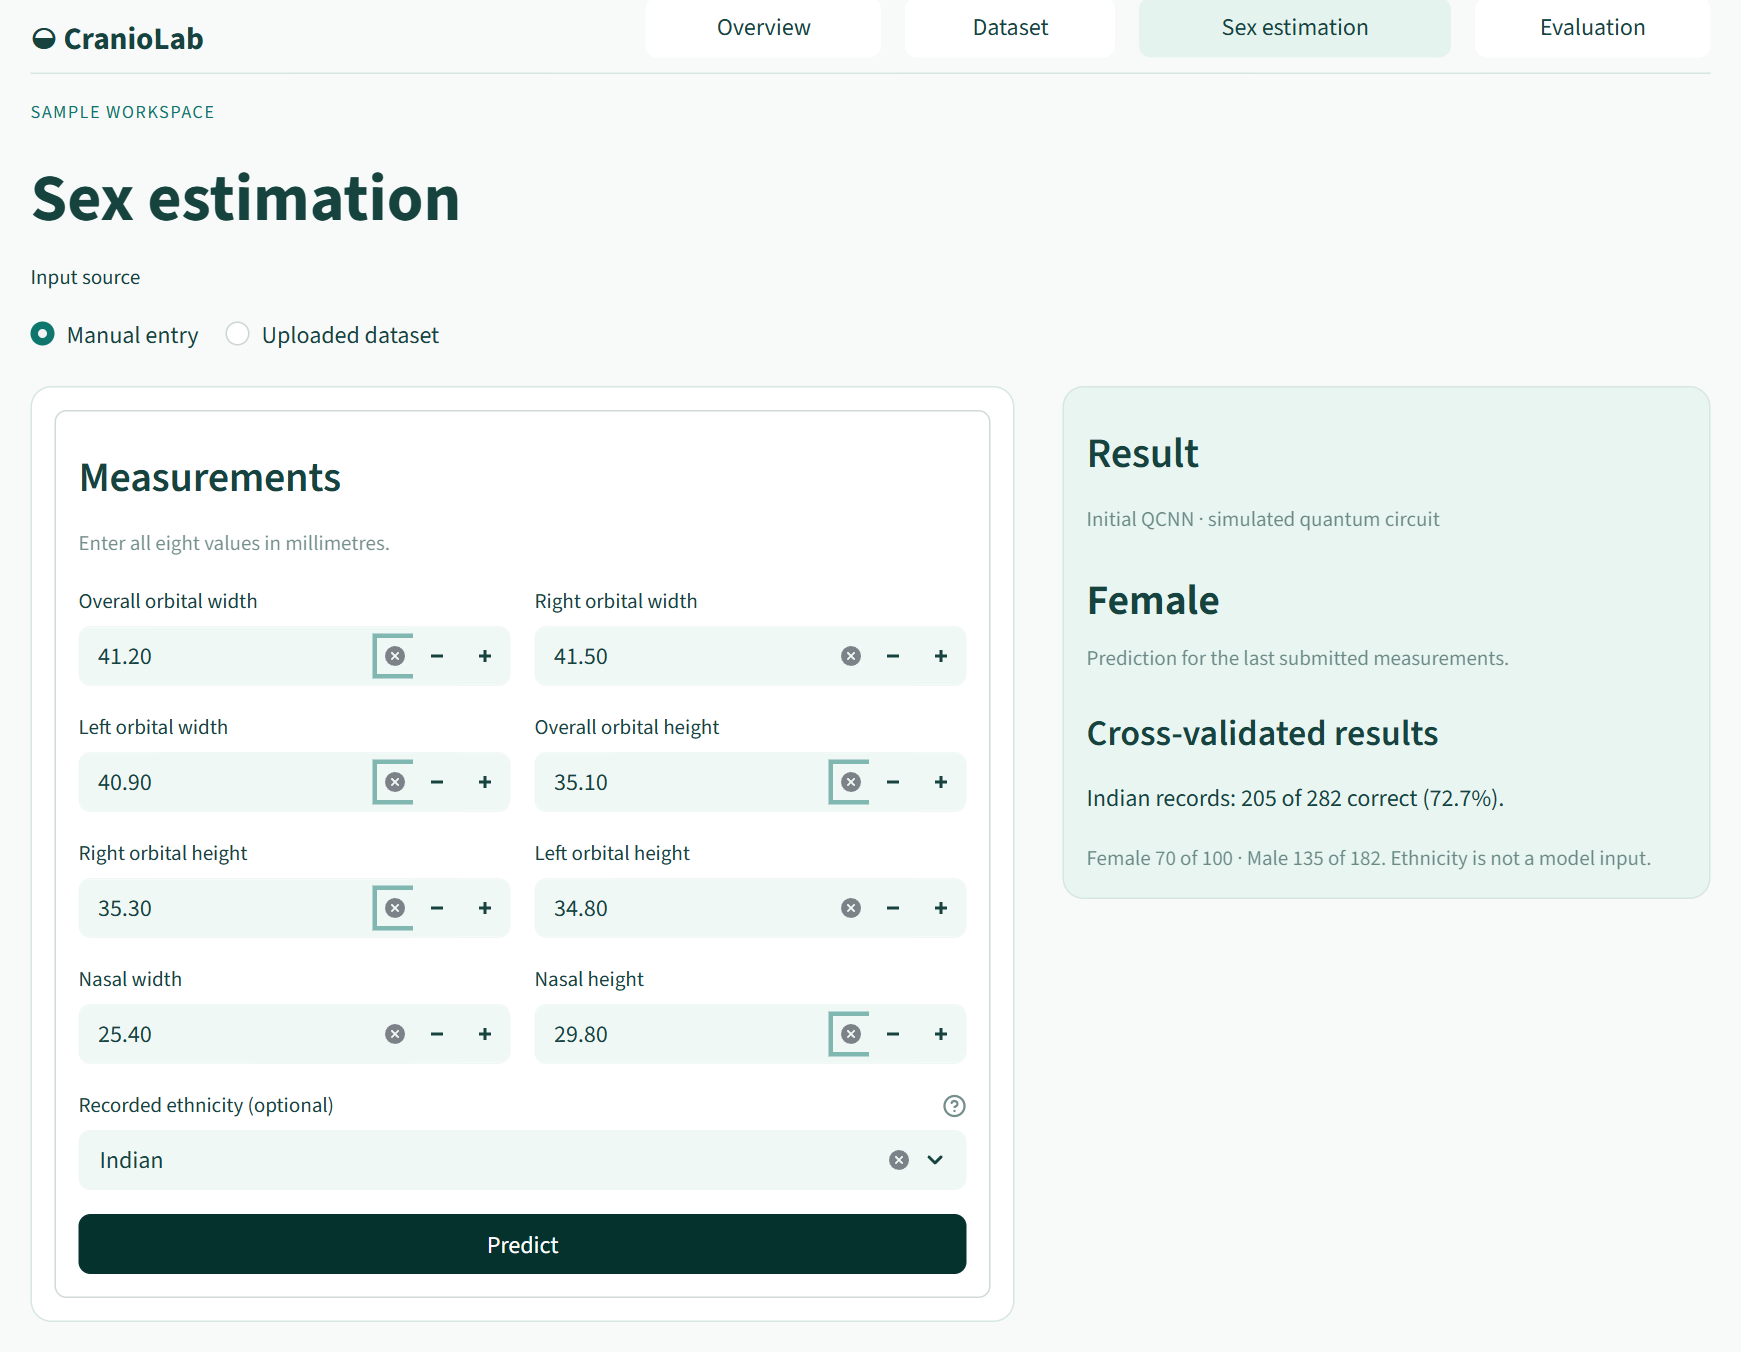 CranioLab
Overview
Dataset
Sex estimation
Evaluation
SAMPLE WORKSPACE
Sex estimation
Input source
Manual entry
Uploaded dataset
Measurements
Enter all eight values in millimetres.
Overall orbital width
41.20
Right orbital width
41.50
Left orbital width
40.90
Overall orbital height
35.10
Right orbital height
35.30
Left orbital height
34.80
Nasal width
25.40
Nasal height
29.80
Recorded ethnicity (optional)
Indian
Predict
Result
Initial QCNN · simulated quantum circuit
Female
Prediction for the last submitted measurements.
Cross-validated results
Indian records: 205 of 282 correct (72.7%).
Female 70 of 100 · Male 135 of 182. Ethnicity is not a model input.